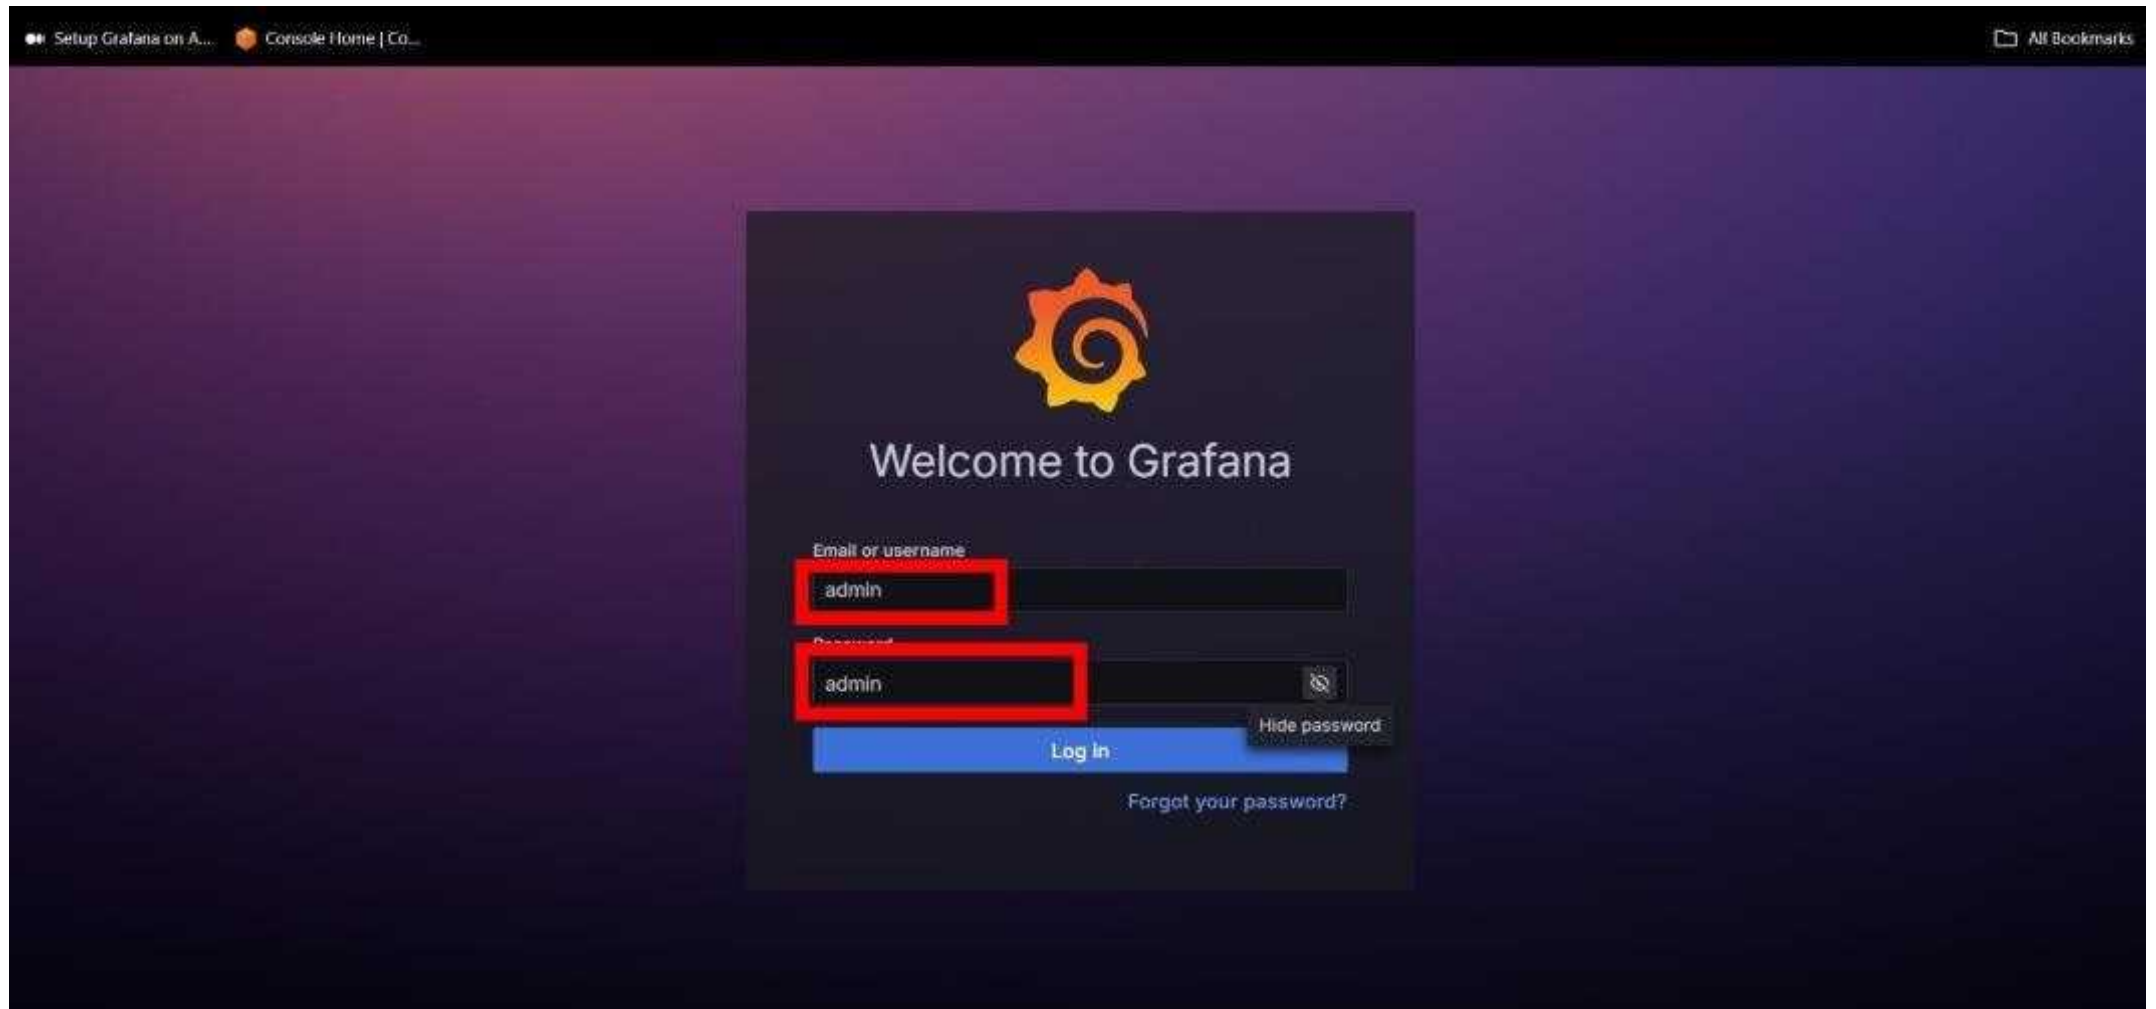 Setup Grafana on A...
Console Home | Co...
All Bookmarks
Welcome to Grafana
Email or username
admin
Password
admin
Hide password
Log in
Forgot your password?